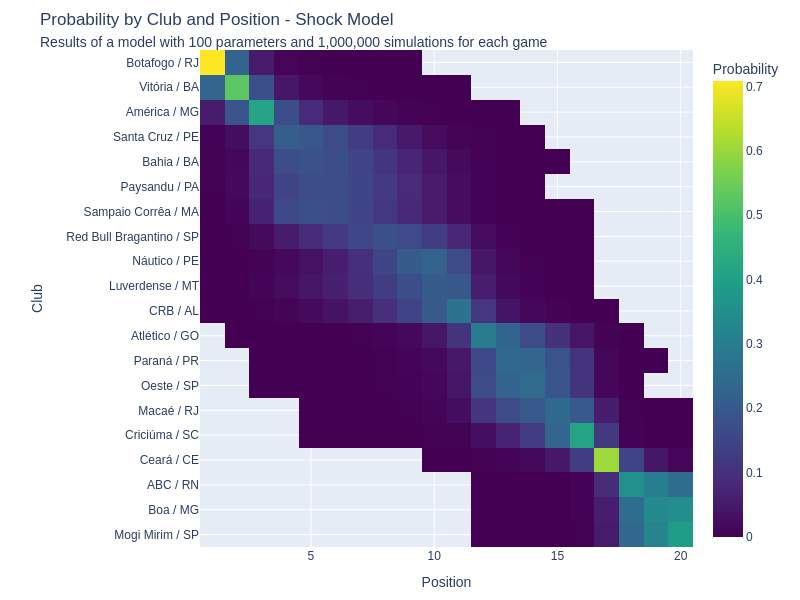 Probability by Club and Position - Shock Model
Results of a model with 100 parameters and 1,000,000 simulations for each game
Probability
Botafogo / RJ
Vitória / BA
América / MG
Santa Cruz / PE
Bahia / BA
Paysandu / PA
Sampaio Corrêa / MA
Red Bull Bragantino / SP
Náutico / PE
Luverdense / MT
CRB / AL
Atlético / GO
Paraná / PR
Oeste / SP
Macaé / RJ
Criciúma / SC
Ceará / CE
ABC / RN
Boa / MG
Mogi Mirim / SP
Club
5
10
15
20
Position
0.7
0.6
0.5
0.4
0.3
0.2
0.1
0